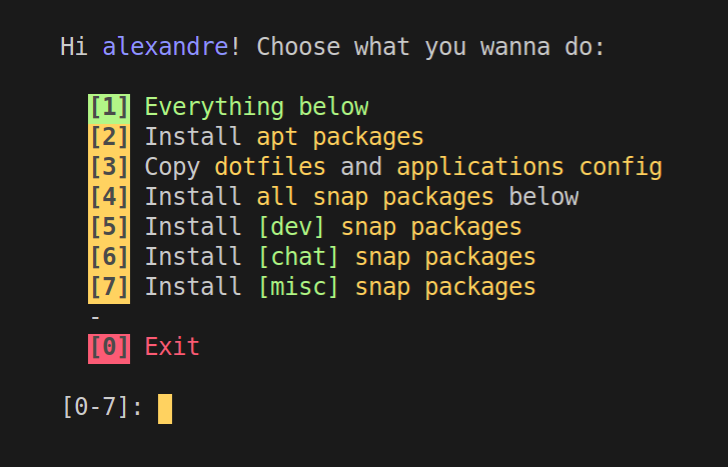 Hi alexandre! Choose what you wanna do:
[1] Everything below
[2] Install apt packages
[3] Copy dotfiles and applications config
[4] Install all snap packages below
[5] Install [dev] snap packages
[6] Install [chat] snap packages
[7] Install [misc] snap packages
-
[0] Exit
[0-7]: